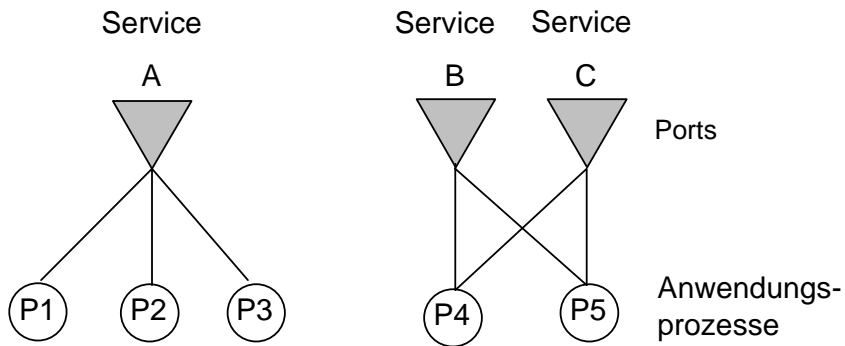 Service
Service
Service
A
B
C
Ports
P1
P2
P3
P4
P5
Anwendungs-
prozesse